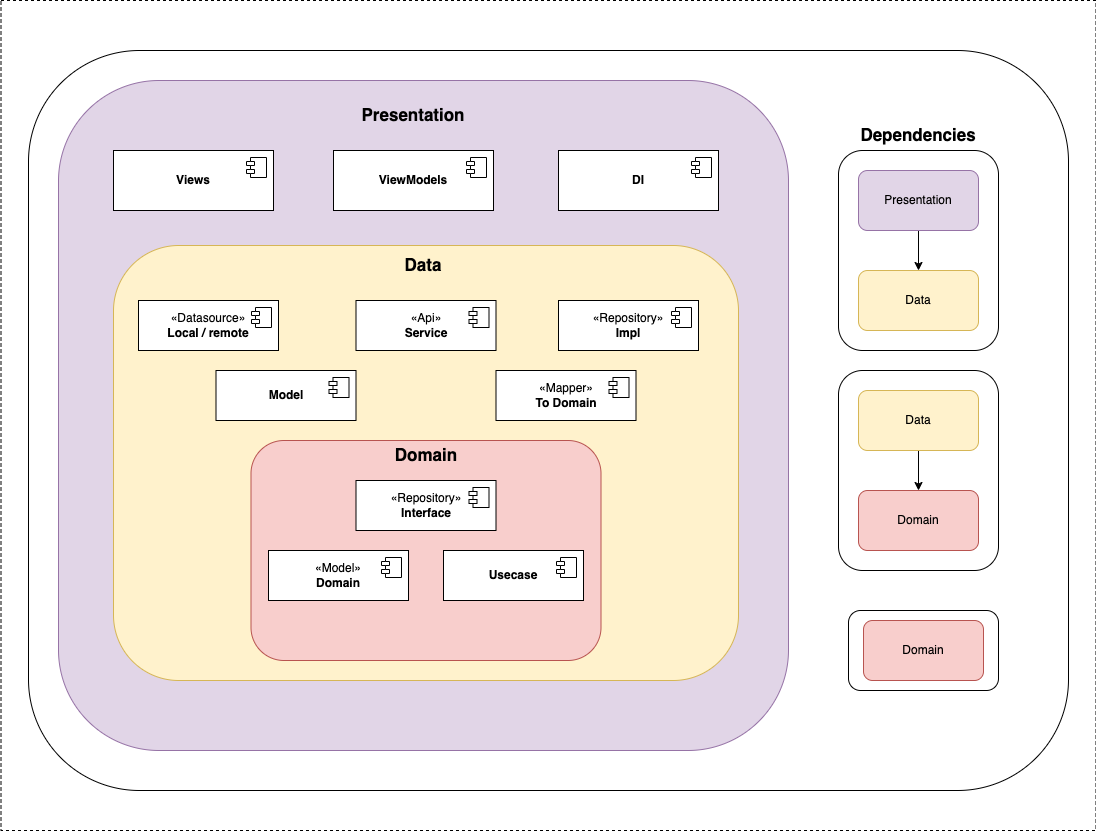 Presentation
Views
ViewModels
DI
Data
«Datasource»
Local / remote
«Api»
Service
«Repository»
Impl
Model
«Mapper»
To Domain
Domain
«Repository»
Interface
«Model»
Domain
Usecase
Dependencies
Presentation
Data
Data
Domain
Domain